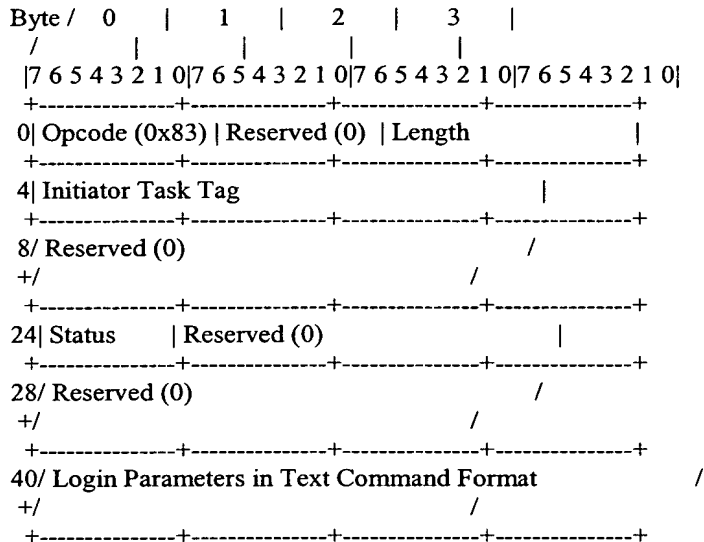 Byte / 0 | 1 | 2 | 3 |
/ | | | |
|7 6 5 4 3 2 1 0|7 6 5 4 3 2 1 0|7 6 5 4 3 2 1 0|7 6 5 4 3 2 1 0|
+---------------+---------------+---------------+---------------+
0| Opcode (0x83) | Reserved (0) | Length |
+---------------+---------------+---------------+---------------+
4| Initiator Task Tag |
+---------------+---------------+---------------+---------------+
8/ Reserved (0) /
+/ /
+---------------+---------------+---------------+---------------+
24| Status | Reserved (0) |
+---------------+---------------+---------------+---------------+
28/ Reserved (0) /
+/ /
+---------------+---------------+---------------+---------------+
40/ Login Parameters in Text Command Format /
+/ /
+---------------+---------------+---------------+---------------+